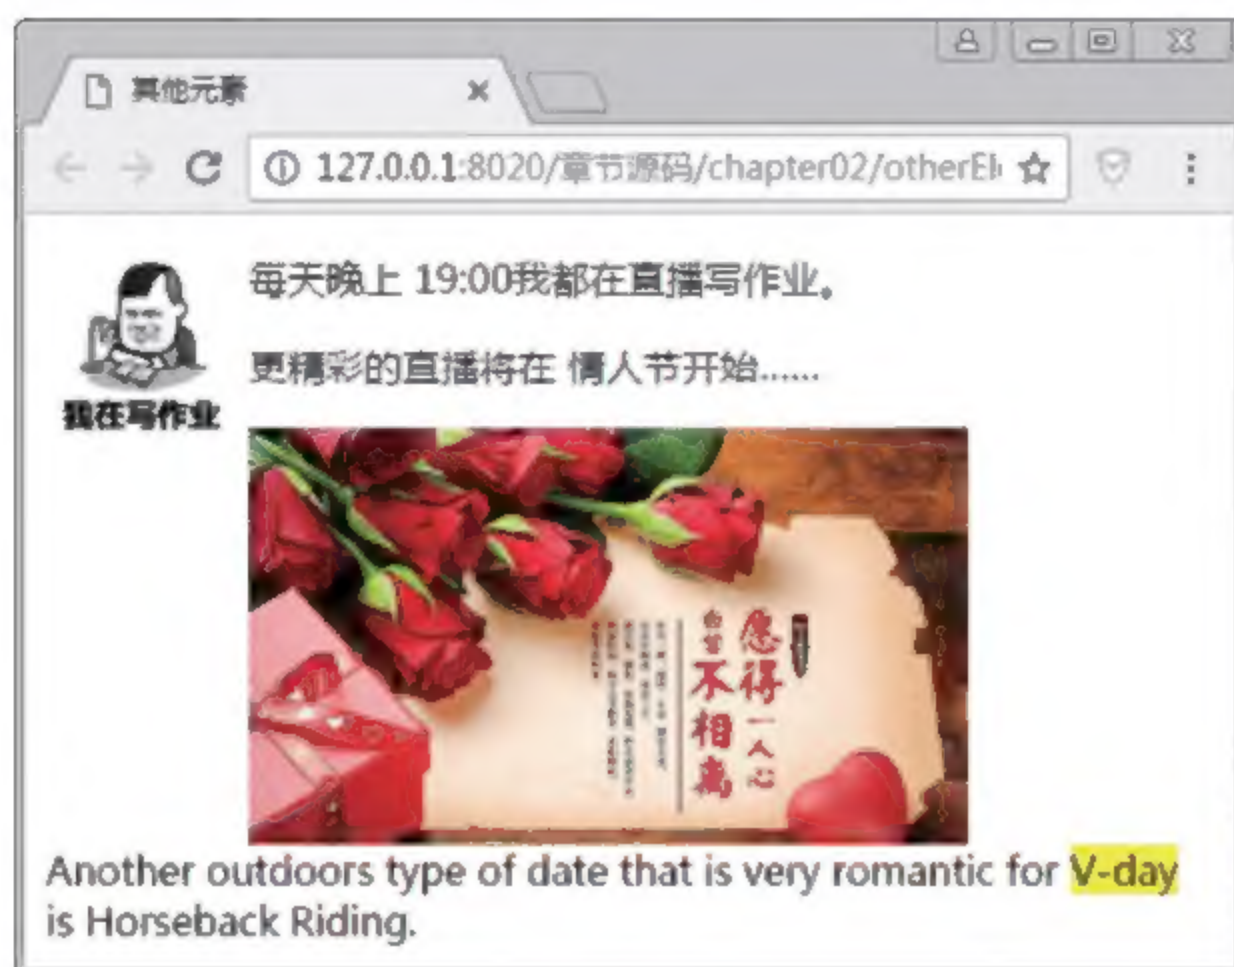 其他元素
127.0.0.1:8020/章节源码/chapter02/otherEl
每天晚上 19:00我都在直播写作业。
更精彩的直播将在 情人节开始......
我在写作业
愿得一人心
白首不相离
Another outdoors type of date that is very romantic for V-day
is Horseback Riding.